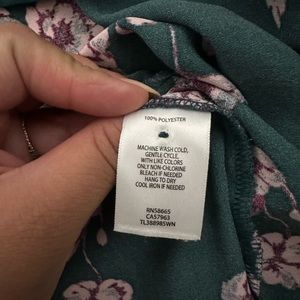 100% POLYESTER
MACHINE WASH COLD,
GENTLE CYCLE,
WITH LIKE COLORS
ONLY NON-CHLORINE
BLEACH IF NEEDED
HANG TO DRY
COOL IRON IF NEEDED
RN58665
CA57963
TL388985WN